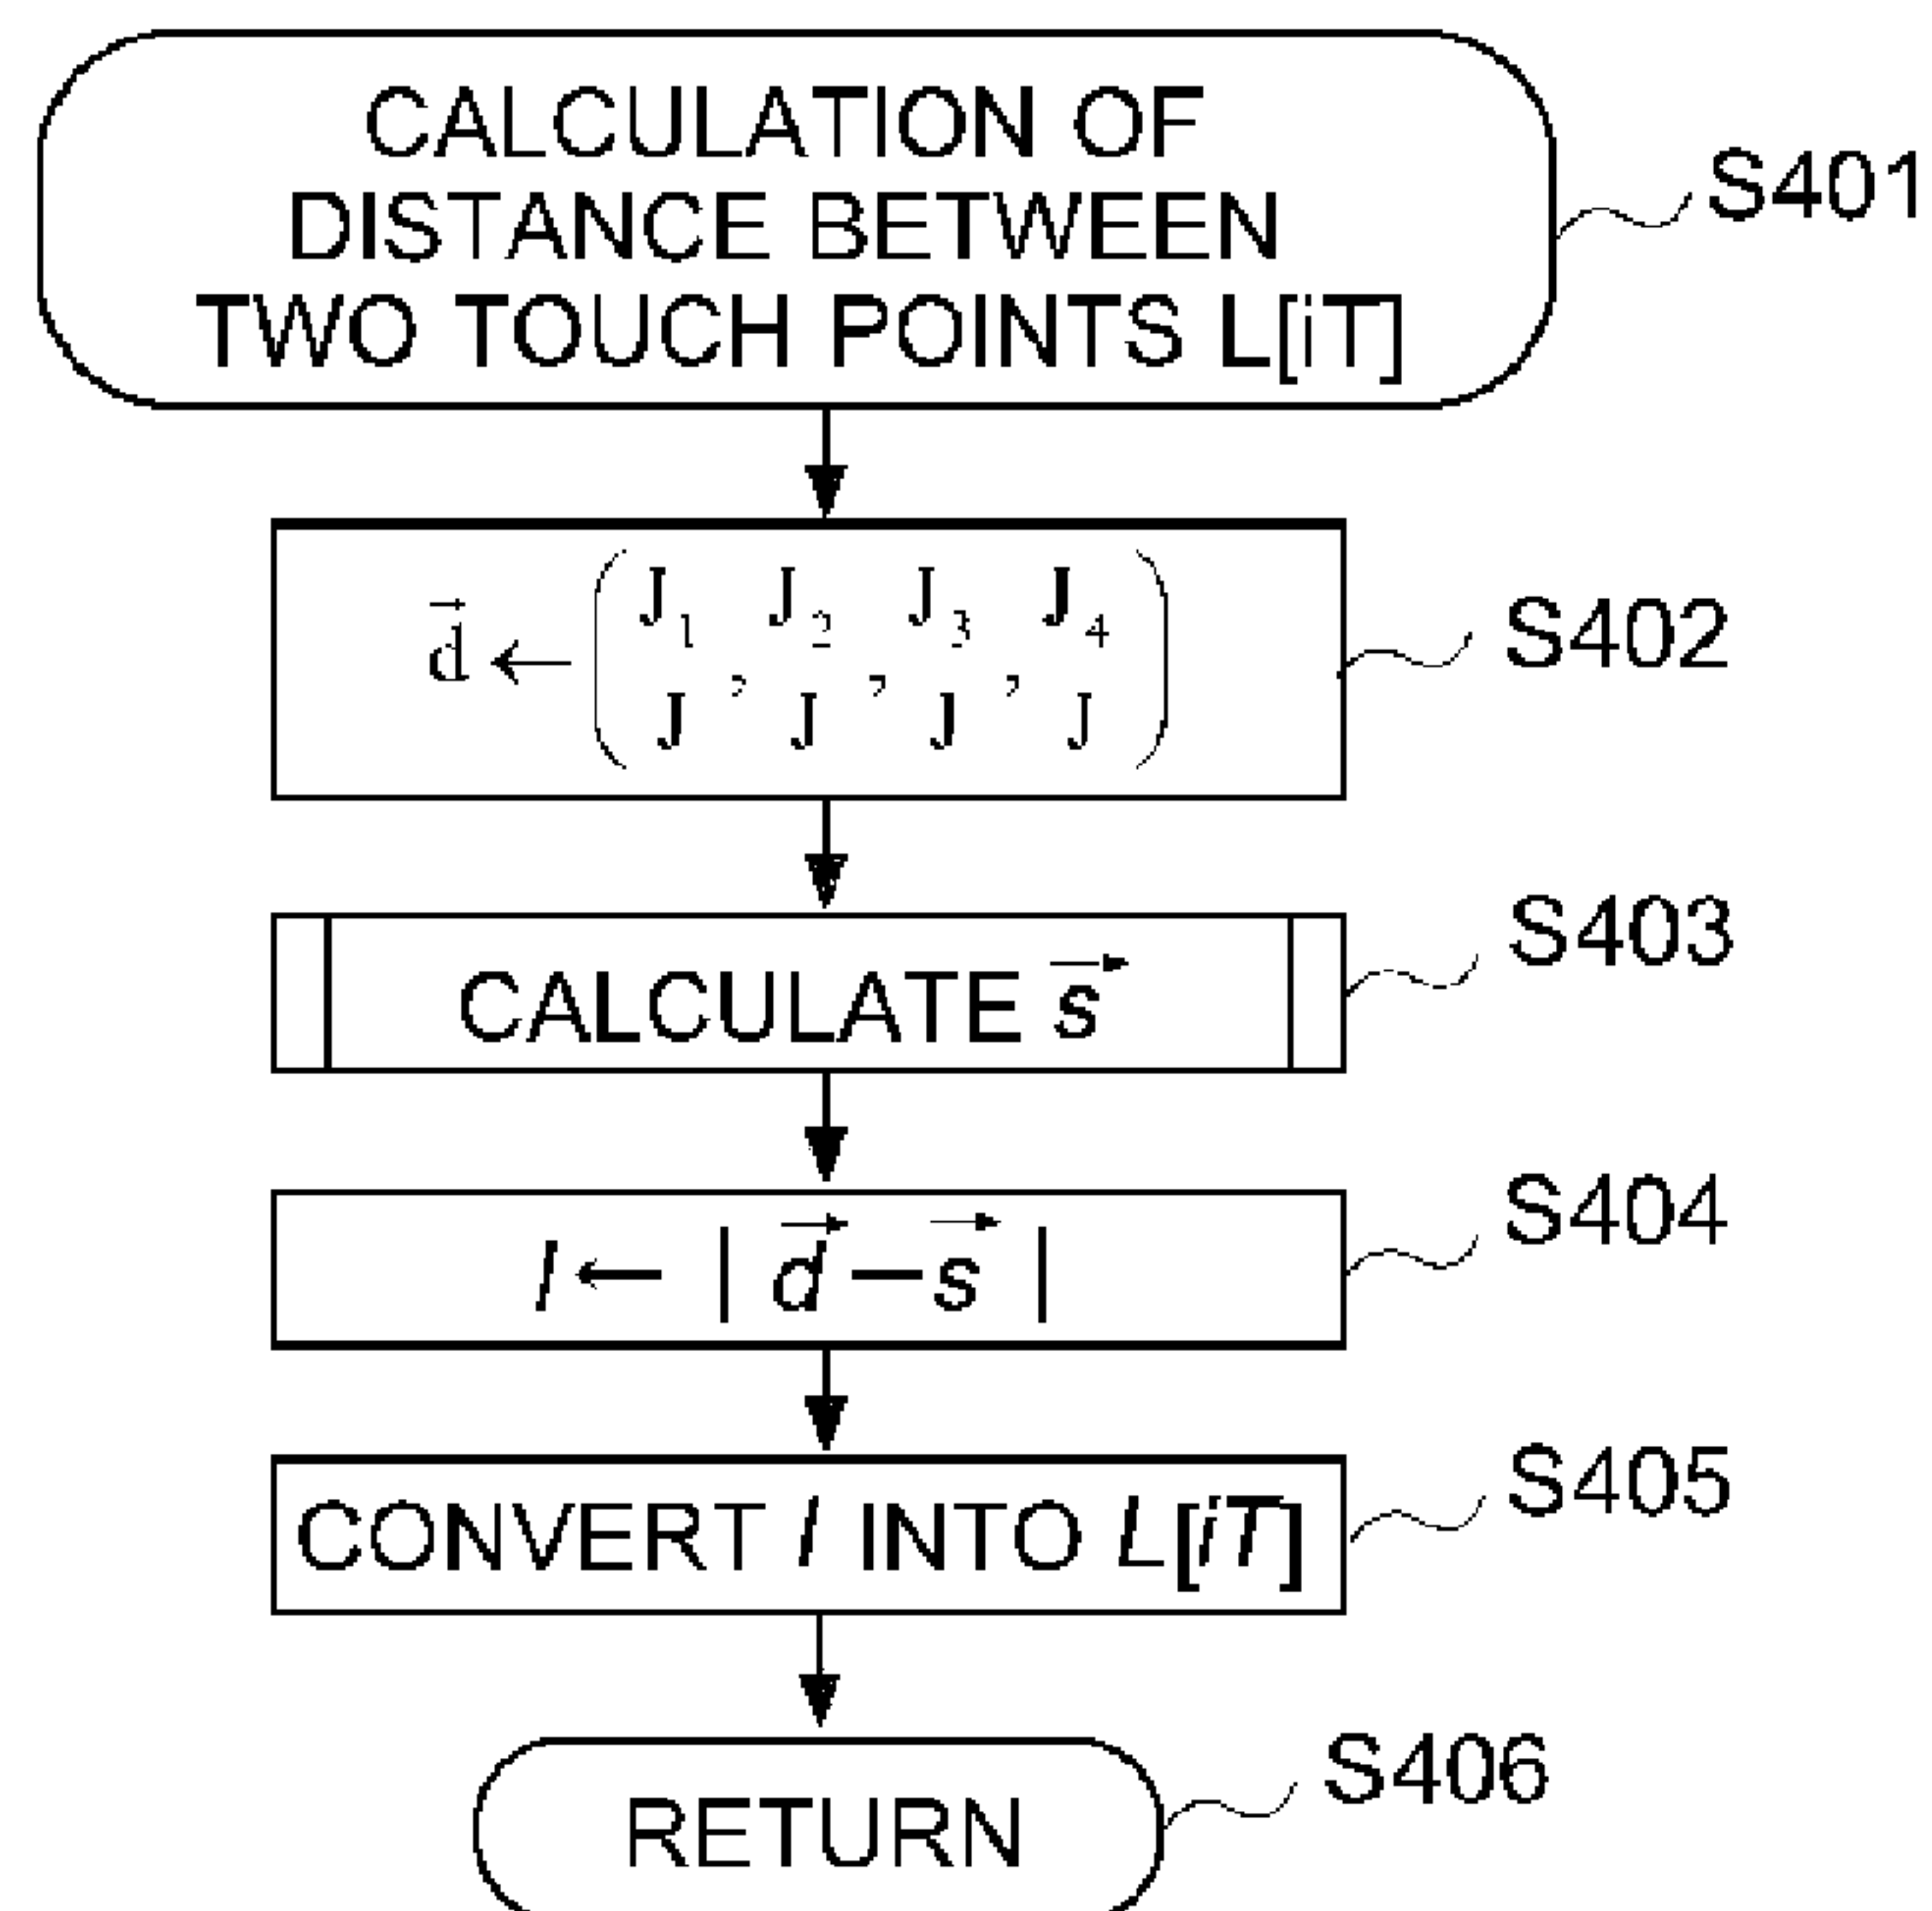 CALCULATION OF
DISTANCE BETWEEN
TWO TOUCH POINTS L[iT]
S401
d⃗ ← ( J₁/J , J₂/J , J₃/J , J₄/J )
S402
CALCULATE s⃗
S403
l ← | d⃗ − s⃗ |
S404
CONVERT l INTO L[iT]
S405
RETURN
S406